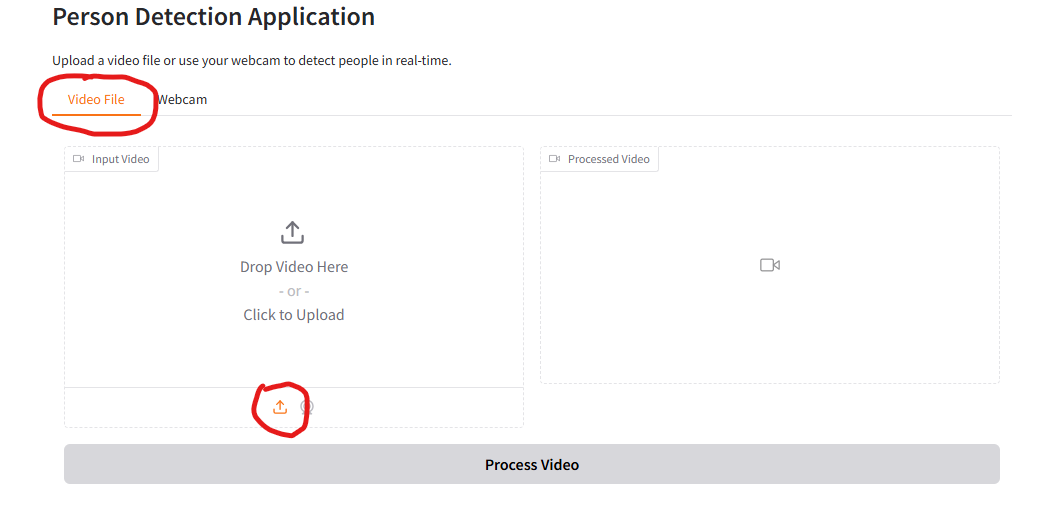 Person Detection Application
Upload a video file or use your webcam to detect people in real-time.
Video File
Webcam
Input Video
Processed Video
Drop Video Here
- or -
Click to Upload
Process Video